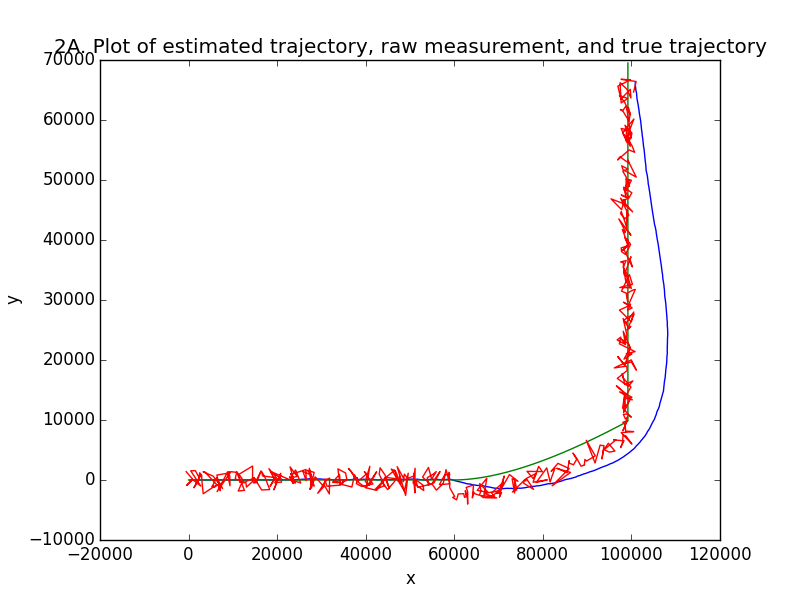 2A. Plot of estimated trajectory, raw measurement, and true trajectory
70000
60000
50000
40000
30000
20000
10000
0
−10000
y
−20000 0 20000 40000 60000 80000 100000 120000
x